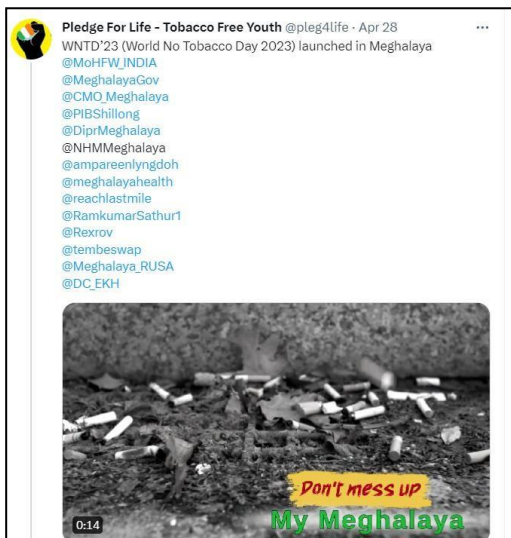 Pledge For Life - Tobacco Free Youth @pleg4life · Apr 28
WNTD'23 (World No Tobacco Day 2023) launched in Meghalaya
@MoHFW_INDIA
@MeghalayaGov
@CMO_Meghalaya
@PIBShillong
@DiprMeghalaya
@NHMMeghalaya
@ampareenlyngdoh
@meghalayahealth
@reachlastmile
@RamkumarSathur1
@Rexrov
@tembeswap
@Meghalaya_RUSA
@DC_EKH
Don't mess up
My Meghalaya
0:14